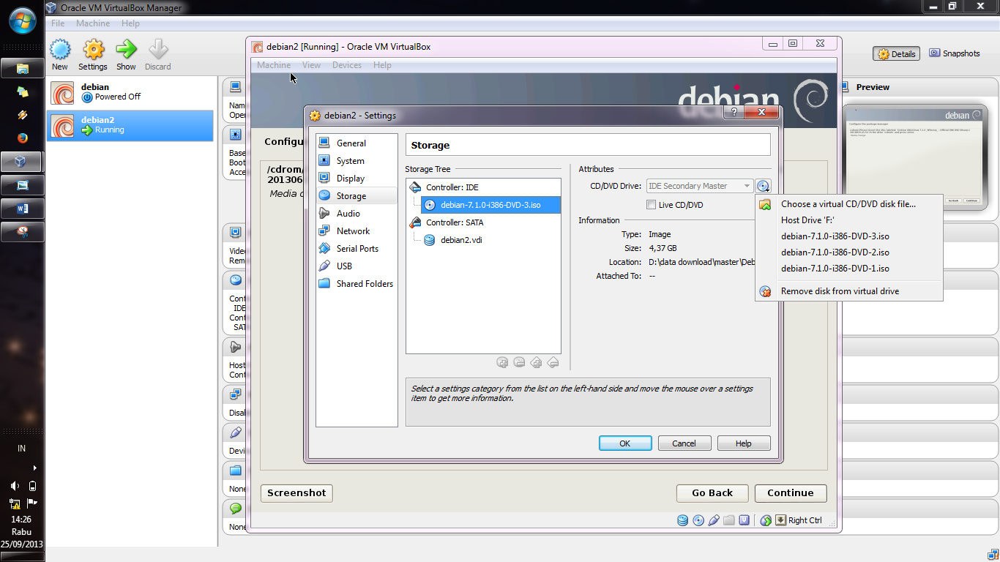 Oracle VM VirtualBox Manager
File Machine Help
New Settings Show Discard
Details Snapshots
debian
Powered Off
debian2
Running
Name
Oper
Base
Boot
Acce
Video
Rem
Cont
IDE
Cont
SATA
Host
Cont
Disal
Devi
None
None
Preview
debian
debian2 [Running] - Oracle VM VirtualBox
Machine View Devices Help
debian
Configu
/cdrom/
201306
Media c
debian2 - Settings
?
General
System
Display
Storage
Audio
Network
Serial Ports
USB
Shared Folders
Storage
Storage Tree
Controller: IDE
debian-7.1.0-i386-DVD-3.iso
Controller: SATA
debian2.vdi
Attributes
CD/DVD Drive: IDE Secondary Master
Live CD/DVD
Information
Type: Image
Size: 4,37 GB
Location: D:\data download\master\Deb
Attached To: --
Choose a virtual CD/DVD disk file...
Host Drive 'F:'
debian-7.1.0-i386-DVD-3.iso
debian-7.1.0-i386-DVD-2.iso
debian-7.1.0-i386-DVD-1.iso
Remove disk from virtual drive
Select a settings category from the list on the left-hand side and move the mouse over a settings
item to get more information.
OK Cancel Help
Screenshot Go Back Continue
Right Ctrl
IN
14:26
Rabu
25/09/2013